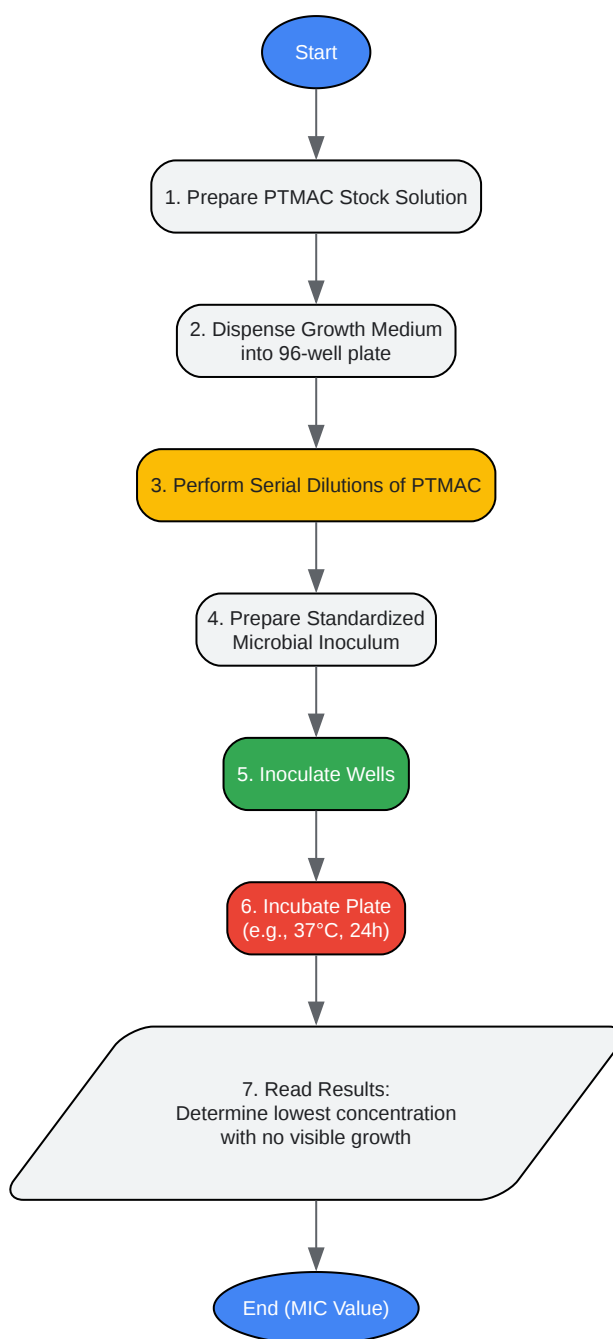 Start
1. Prepare PTMAC Stock Solution
2. Dispense Growth Medium
into 96-well plate
3. Perform Serial Dilutions of PTMAC
4. Prepare Standardized
Microbial Inoculum
5. Inoculate Wells
6. Incubate Plate
(e.g., 37°C, 24h)
7. Read Results:
Determine lowest concentration
with no visible growth
End (MIC Value)